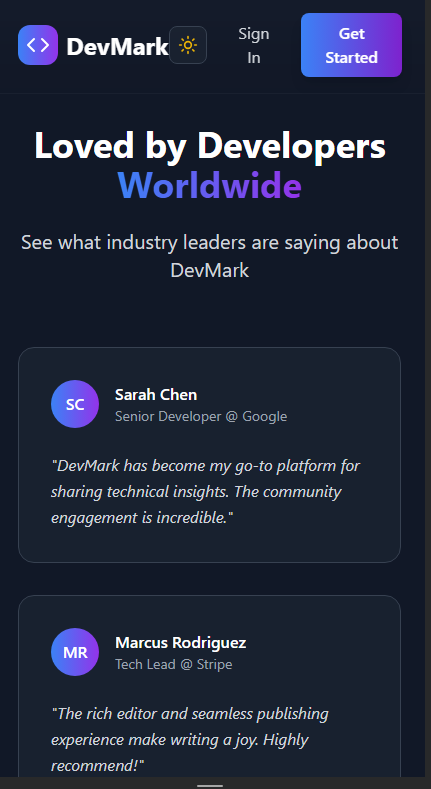 DevMark
Sign
In
Get
Started
Loved by Developers
Worldwide
See what industry leaders are saying about
DevMark
SC
Sarah Chen
Senior Developer @ Google
"DevMark has become my go-to platform for
sharing technical insights. The community
engagement is incredible."
MR
Marcus Rodriguez
Tech Lead @ Stripe
"The rich editor and seamless publishing
experience make writing a joy. Highly
recommend!"